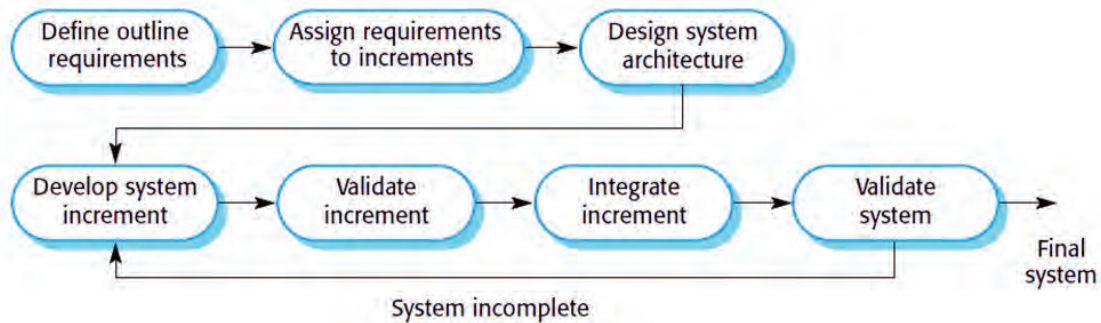 Define outline
requirements
Assign requirements
to increments
Design system
architecture
Develop system
increment
Validate
increment
Integrate
increment
Validate
system
Final
system
System incomplete